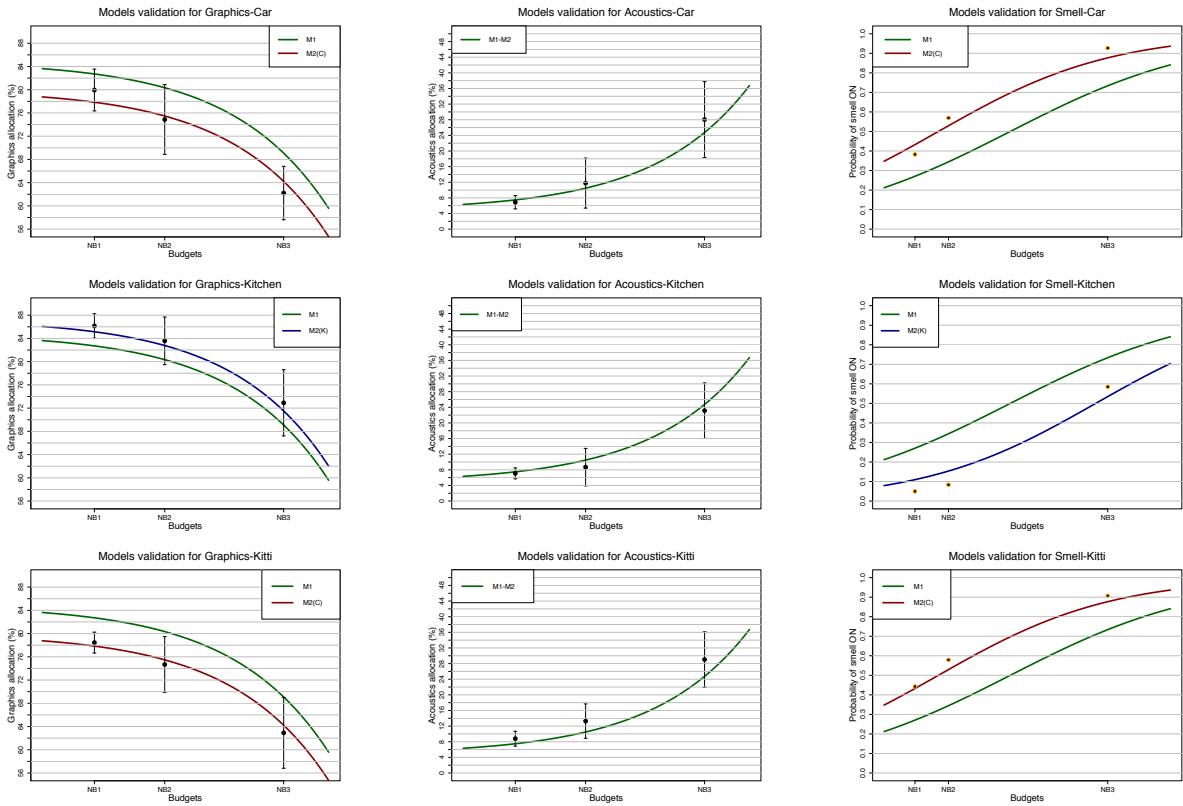 Models validation for Graphics-Car
Graphics allocation (%)
88
84
80
76
72
68
64
60
56
M1
M2(C)
NB1 NB2 NB3
Budgets
Models validation for Acoustics-Car
Acoustics allocation (%)
48
44
40
36
32
28
24
20
16
12
8
4
0
M1-M2
NB1 NB2 NB3
Budgets
Models validation for Smell-Car
Probability of smell ON
1.0
0.9
0.8
0.7
0.6
0.5
0.4
0.3
0.2
0.1
0.0
M1
M2(C)
NB1 NB2 NB3
Budgets
Models validation for Graphics-Kitchen
Graphics allocation (%)
88
84
80
76
72
68
64
60
56
M1
M2(K)
NB1 NB2 NB3
Budgets
Models validation for Acoustics-Kitchen
Acoustics allocation (%)
48
44
40
36
32
28
24
20
16
12
8
4
0
M1-M2
NB1 NB2 NB3
Budgets
Models validation for Smell-Kitchen
Probability of smell ON
1.0
0.9
0.8
0.7
0.6
0.5
0.4
0.3
0.2
0.1
0.0
M1
M2(K)
NB1 NB2 NB3
Budgets
Models validation for Graphics-Kitti
Graphics allocation (%)
88
84
80
76
72
68
64
60
56
M1
M2(C)
NB1 NB2 NB3
Budgets
Models validation for Acoustics-Kitti
Acoustics allocation (%)
48
44
40
36
32
28
24
20
16
12
8
4
0
M1-M2
NB1 NB2 NB3
Budgets
Models validation for Smell-Kitti
Probability of smell ON
1.0
0.9
0.8
0.7
0.6
0.5
0.4
0.3
0.2
0.1
0.0
M1
M2(C)
NB1 NB2 NB3
Budgets